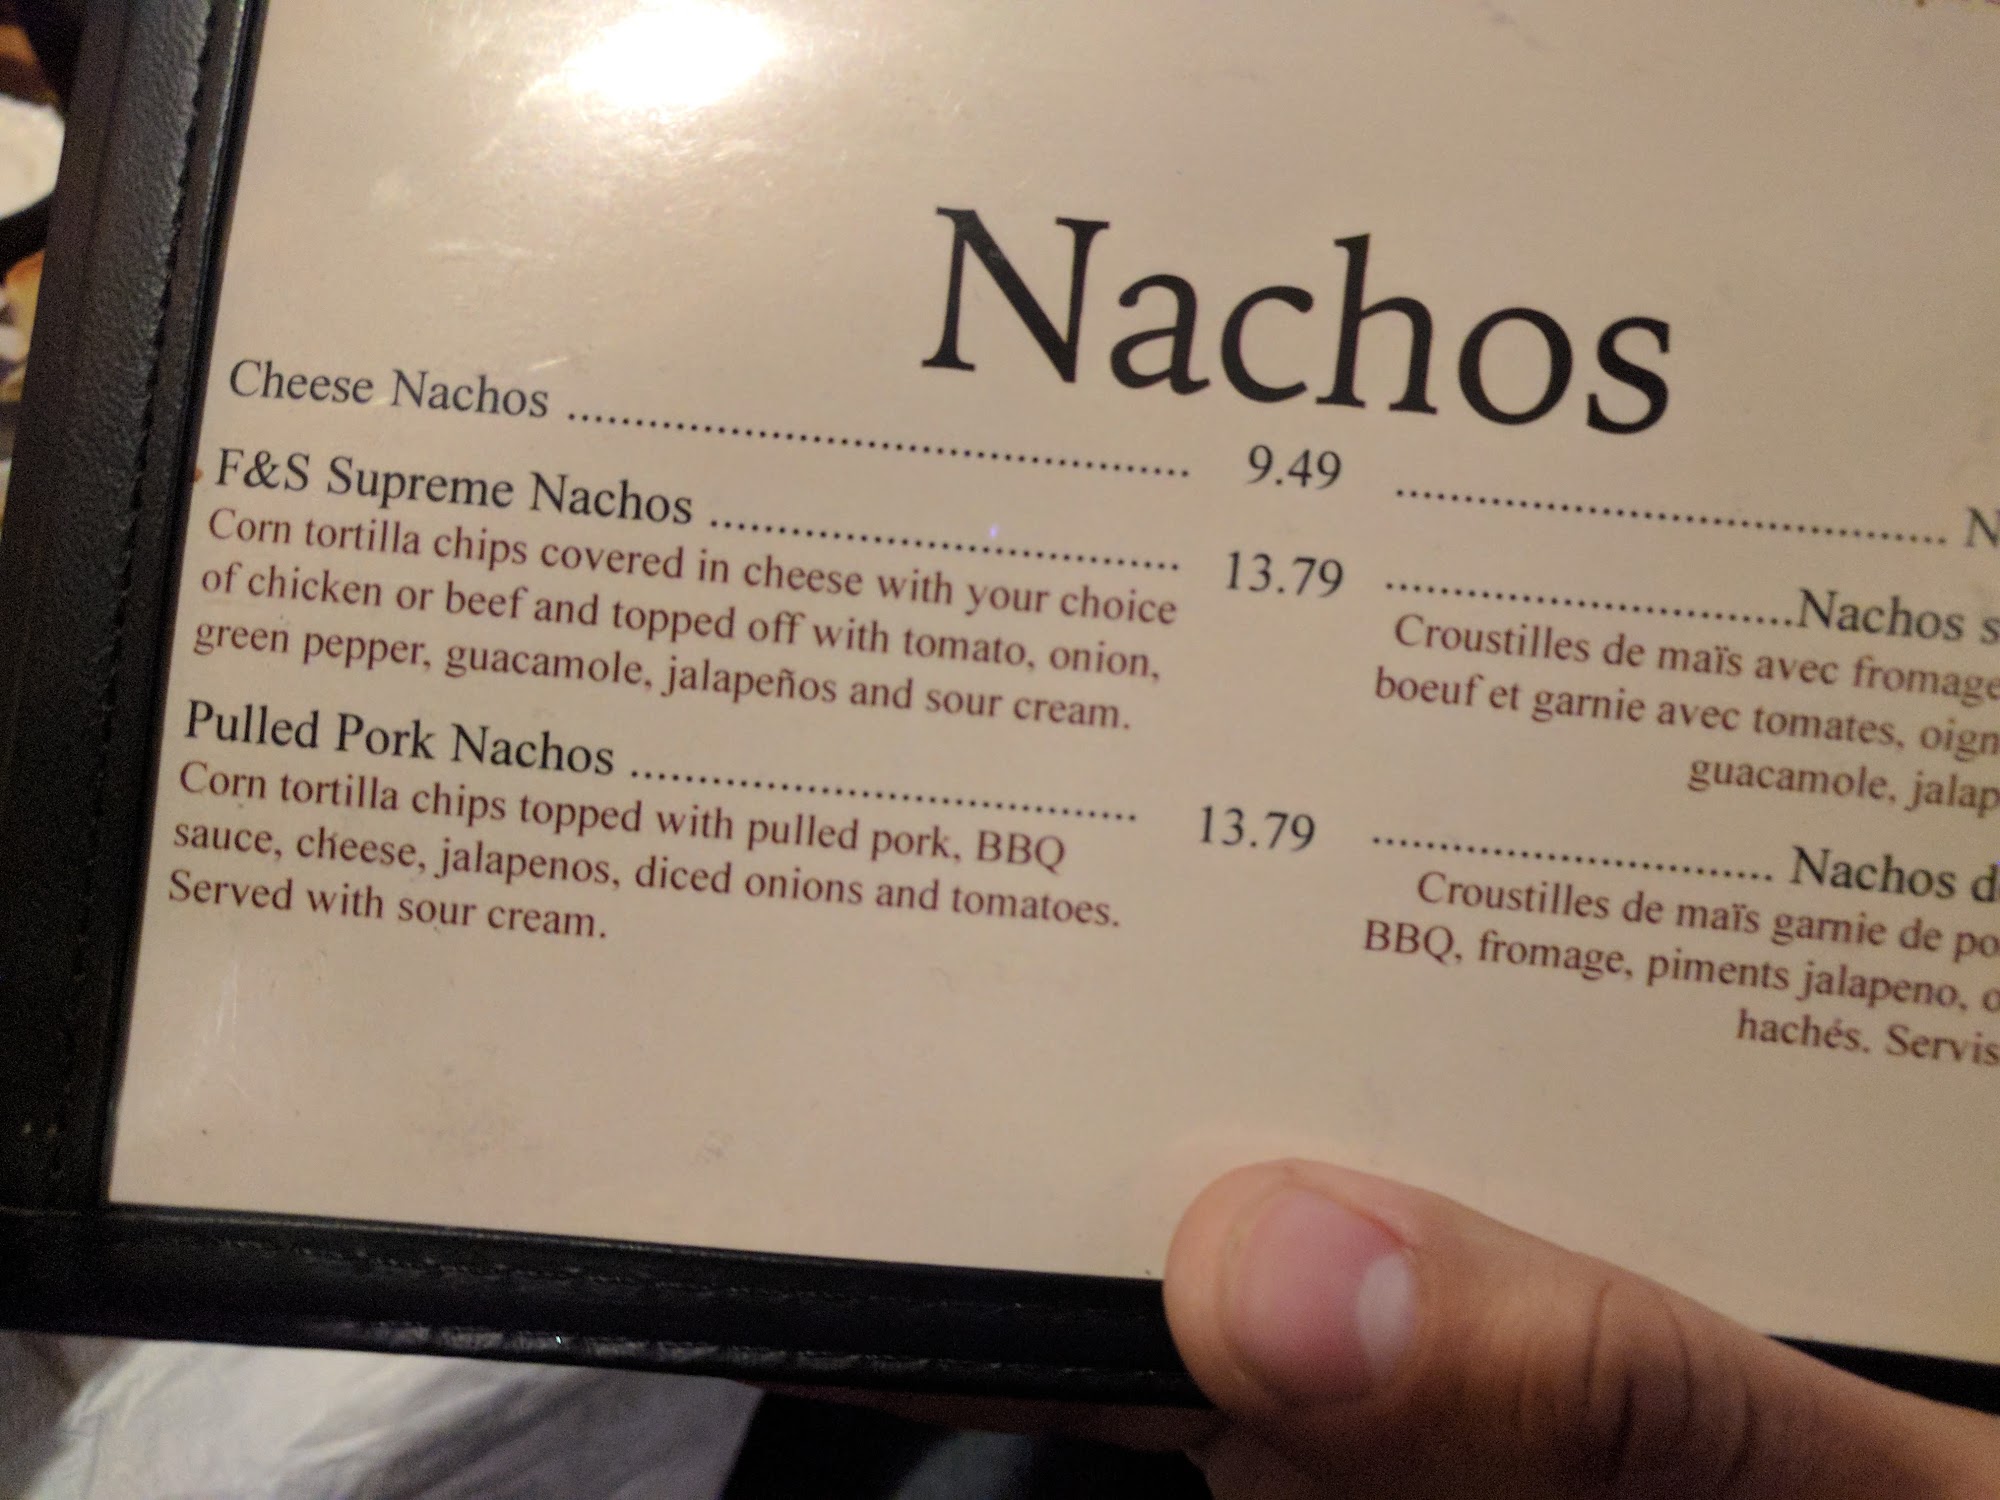 Nachos
Cheese Nachos ........................................ 9.49 ........................................
F&S Supreme Nachos ........................................ 13.79 ........................................Nachos
Corn tortilla chips covered in cheese with your choice
of chicken or beef and topped off with tomato, onion,
green pepper, guacamole, jalapeños and sour cream.
Croustilles de maïs avec fromage
boeuf et garnie avec tomates,
guacamole,
Pulled Pork Nachos ........................................ 13.79 ........................................ Nachos
Corn tortilla chips topped with pulled pork, BBQ
sauce, cheese, jalapenos, diced onions and tomatoes.
Served with sour cream.
Croustilles de maïs garnie de
BBQ, fromage, piments jalapeno,
hachés.